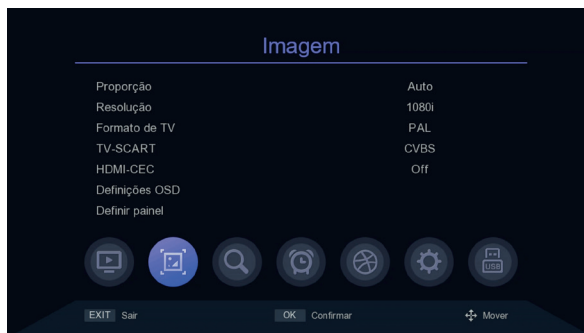 Imagem
Proporção Auto
Resolução 1080i
Formato de TV PAL
TV-SCART CVBS
HDMI-CEC Off
Definições OSD
Definir painel
USB
EXIT Sair OK Confirmar Mover